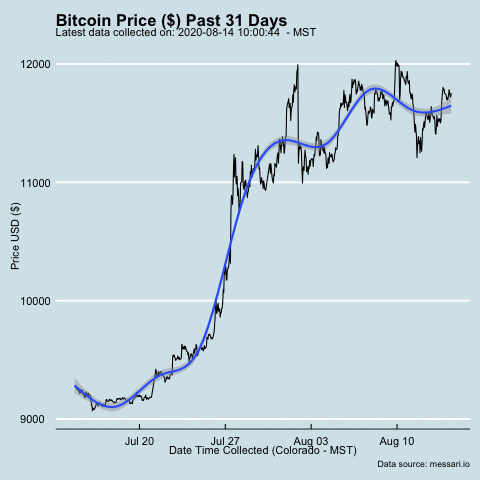 Bitcoin Price ($) Past 31 Days
Latest data collected on: 2020-08-14 10:00:44 - MST
12000
11000
10000
9000
Price USD ($)
Jul 20 Jul 27 Aug 03 Aug 10
Date Time Collected (Colorado - MST)
Data source: messari.io